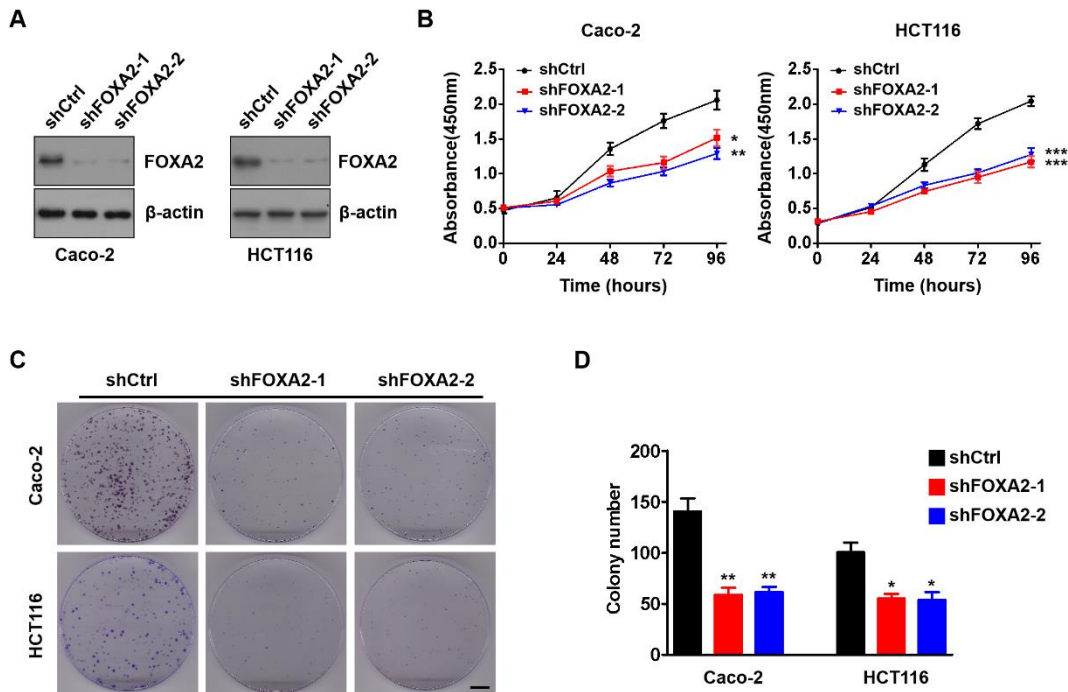 A
shCtrl
shFOXA2-1
shFOXA2-2
FOXA2
β-actin
Caco-2
shCtrl
shFOXA2-1
shFOXA2-2
FOXA2
β-actin
HCT116
B
Caco-2
Absorbance(450nm)
2.5
2.0
1.5
1.0
0.5
0.0
shCtrl
shFOXA2-1
shFOXA2-2
*
**
0 24 48 72 96
Time (hours)
HCT116
Absorbance(450nm)
2.5
2.0
1.5
1.0
0.5
0.0
shCtrl
shFOXA2-1
shFOXA2-2
***
***
0 24 48 72 96
Time (hours)
C
shCtrl shFOXA2-1 shFOXA2-2
Caco-2
HCT116
D
Colony number
200
150
100
50
0
shCtrl
shFOXA2-1
shFOXA2-2
** **
* *
Caco-2 HCT116